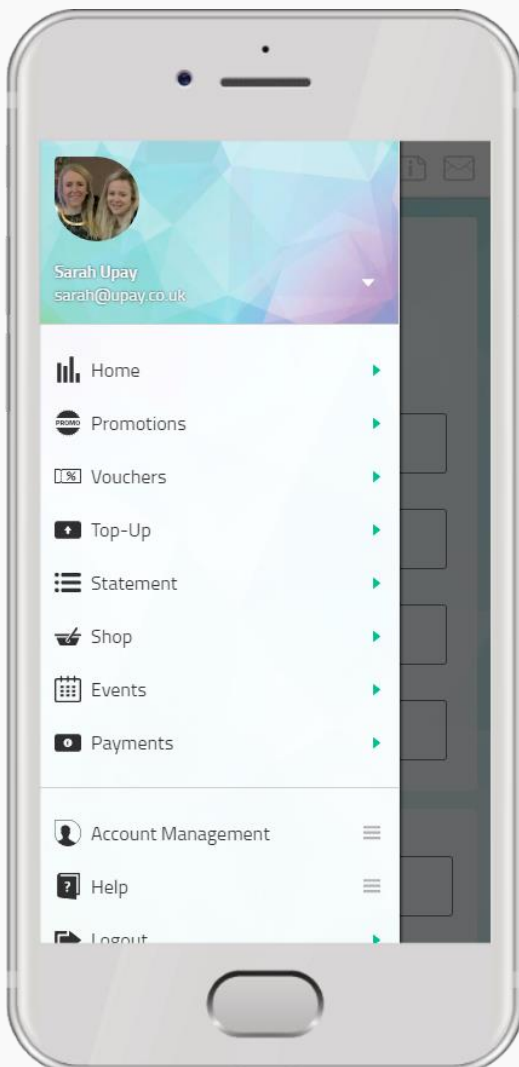 Sarah Upay
sarah@upay.co.uk
Home
PROMO
Promotions
%
Vouchers
Top-Up
Statement
Shop
Events
Payments
Account Management
?
Help
Logout